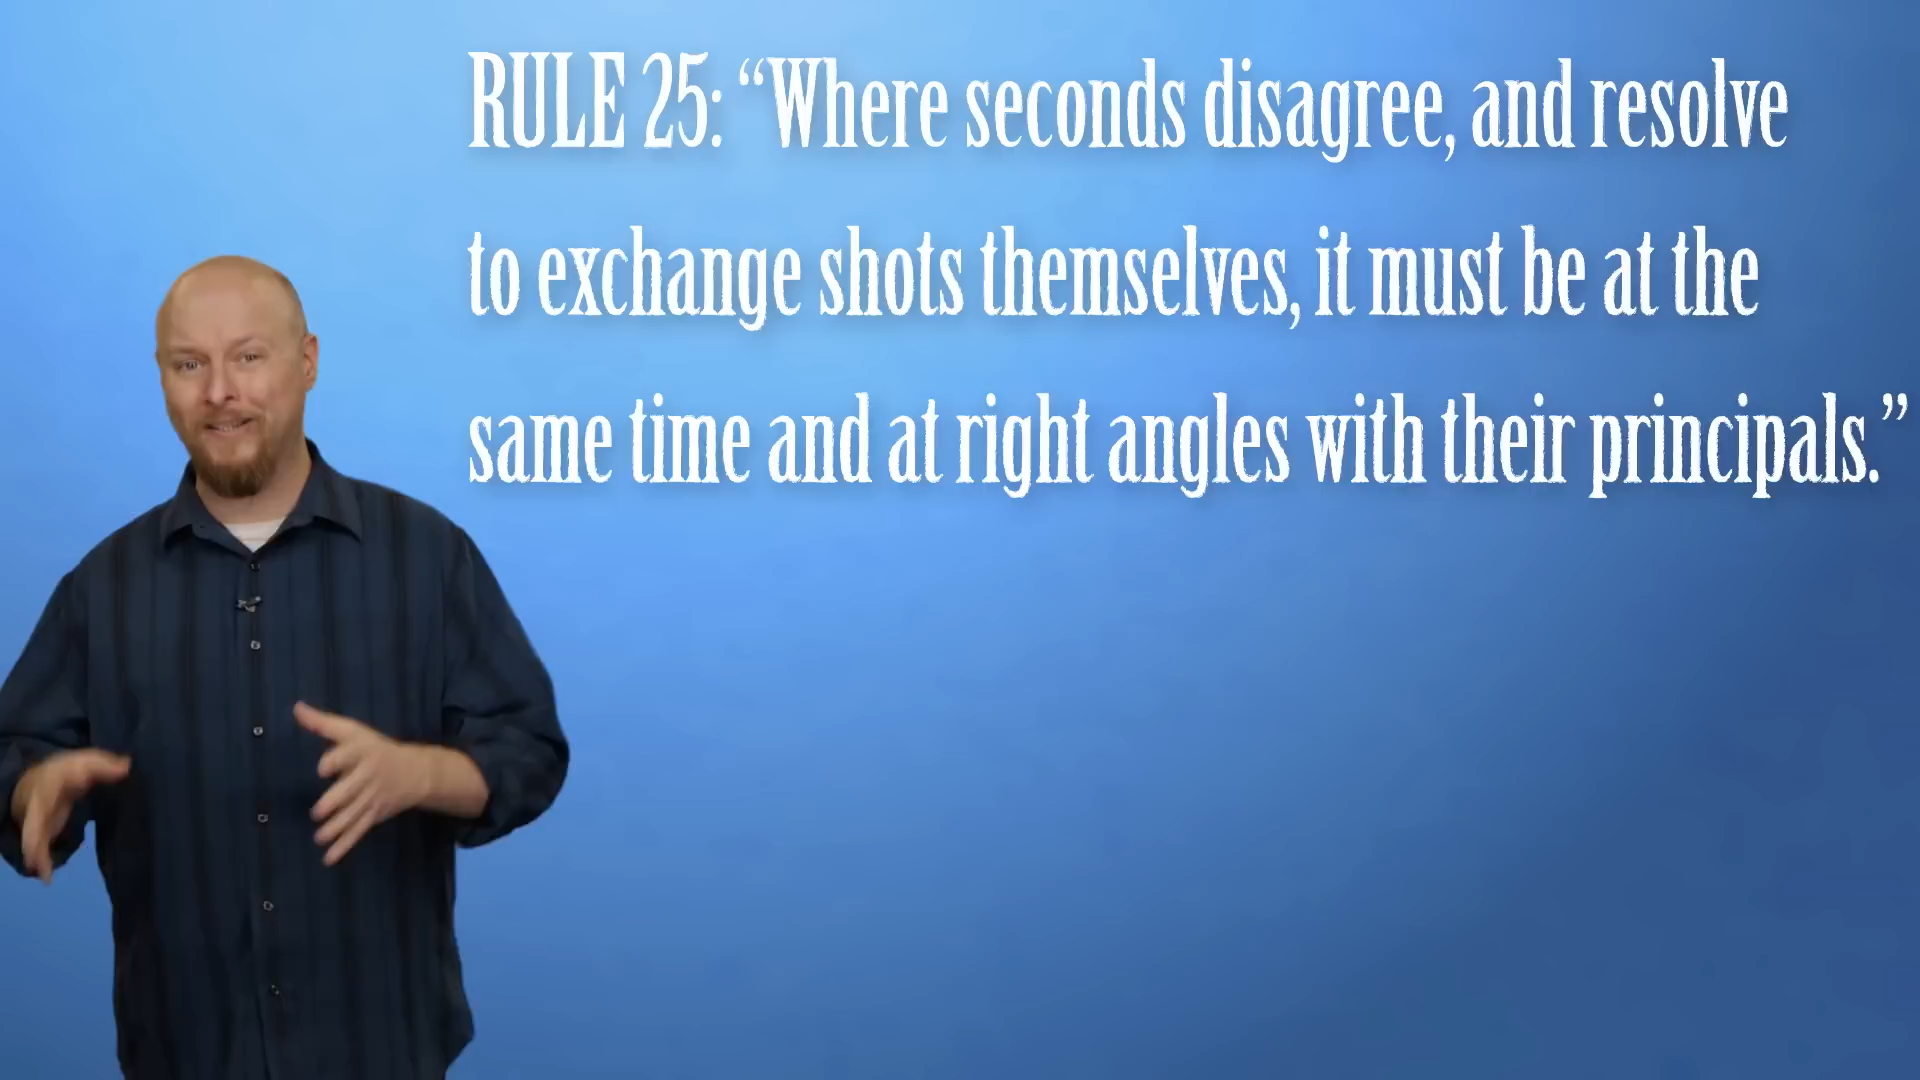 RULE 25: “Where seconds disagree, and resolve
to exchange shots themselves, it must be at the
same time and at right angles with their principals.”